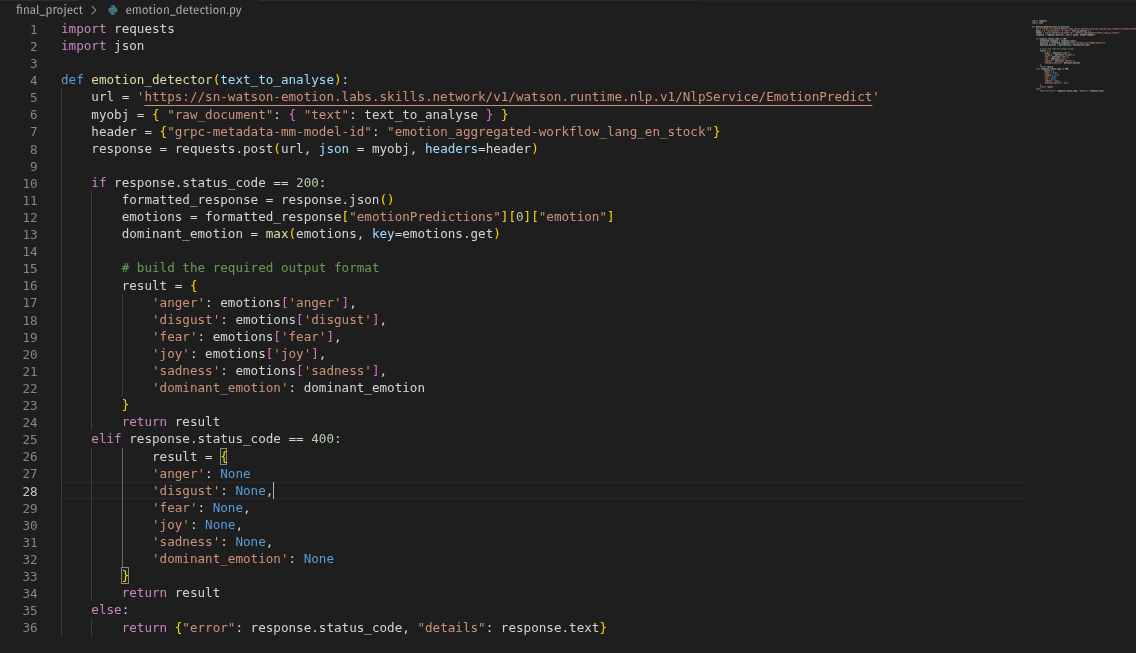 final_project > emotion_detection.py
1 import requests
2 import json
3
4 def emotion_detector(text_to_analyse):
5     url = 'https://sn-watson-emotion.labs.skills.network/v1/watson.runtime.nlp.v1/NlpService/EmotionPredict'
6     myobj = { "raw_document": { "text": text_to_analyse } }
7     header = {"grpc-metadata-mm-model-id": "emotion_aggregated-workflow_lang_en_stock"}
8     response = requests.post(url, json = myobj, headers=header)
9
10     if response.status_code == 200:
11         formatted_response = response.json()
12         emotions = formatted_response["emotionPredictions"][0]["emotion"]
13         dominant_emotion = max(emotions, key=emotions.get)
14
15         # build the required output format
16         result = {
17             'anger': emotions['anger'],
18             'disgust': emotions['disgust'],
19             'fear': emotions['fear'],
20             'joy': emotions['joy'],
21             'sadness': emotions['sadness'],
22             'dominant_emotion': dominant_emotion
23         }
24         return result
25     elif response.status_code == 400:
26             result = {
27             'anger': None
28             'disgust': None,
29             'fear': None,
30             'joy': None,
31             'sadness': None,
32             'dominant_emotion': None
33         }
34         return result
35     else:
36         return {"error": response.status_code, "details": response.text}